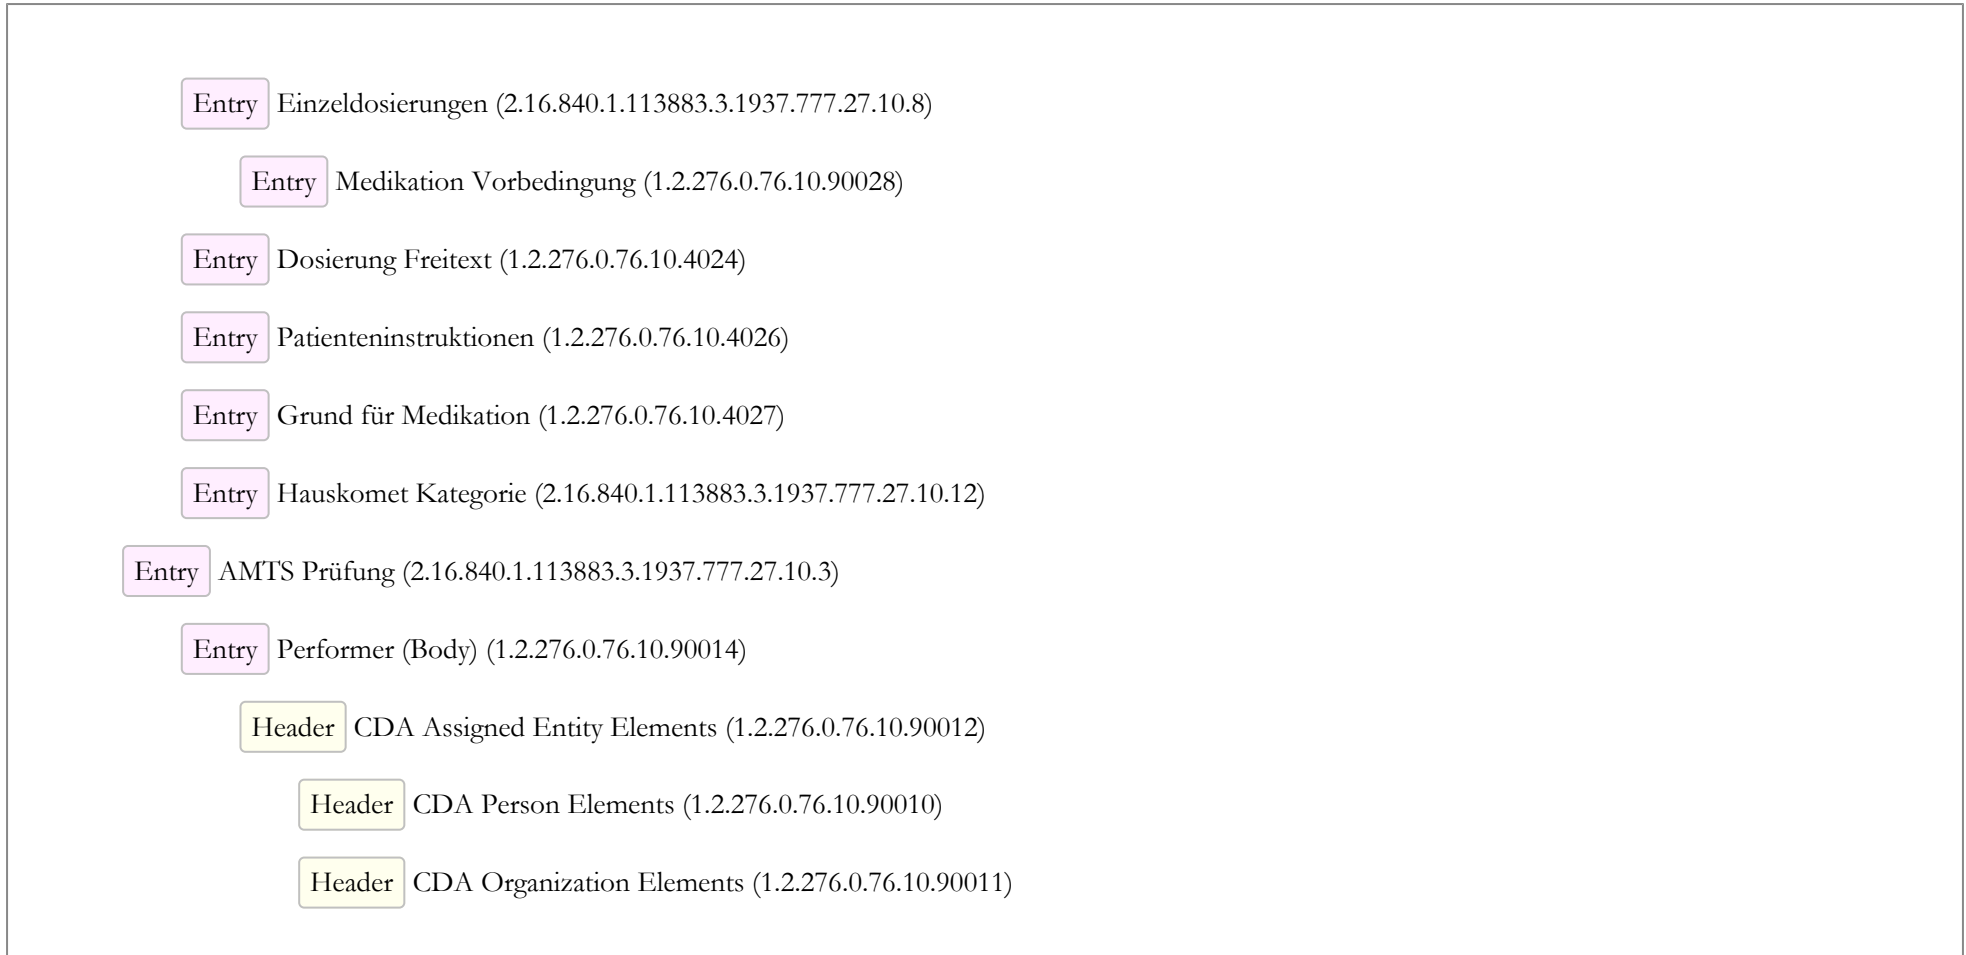 Entry Einzeldosierungen (2.16.840.1.113883.3.1937.777.27.10.8)
Entry Medikation Vorbedingung (1.2.276.0.76.10.90028)
Entry Dosierung Freitext (1.2.276.0.76.10.4024)
Entry Patienteninstruktionen (1.2.276.0.76.10.4026)
Entry Grund für Medikation (1.2.276.0.76.10.4027)
Entry Hauskomet Kategorie (2.16.840.1.113883.3.1937.777.27.10.12)
Entry AMTS Prüfung (2.16.840.1.113883.3.1937.777.27.10.3)
Entry Performer (Body) (1.2.276.0.76.10.90014)
Header CDA Assigned Entity Elements (1.2.276.0.76.10.90012)
Header CDA Person Elements (1.2.276.0.76.10.90010)
Header CDA Organization Elements (1.2.276.0.76.10.90011)